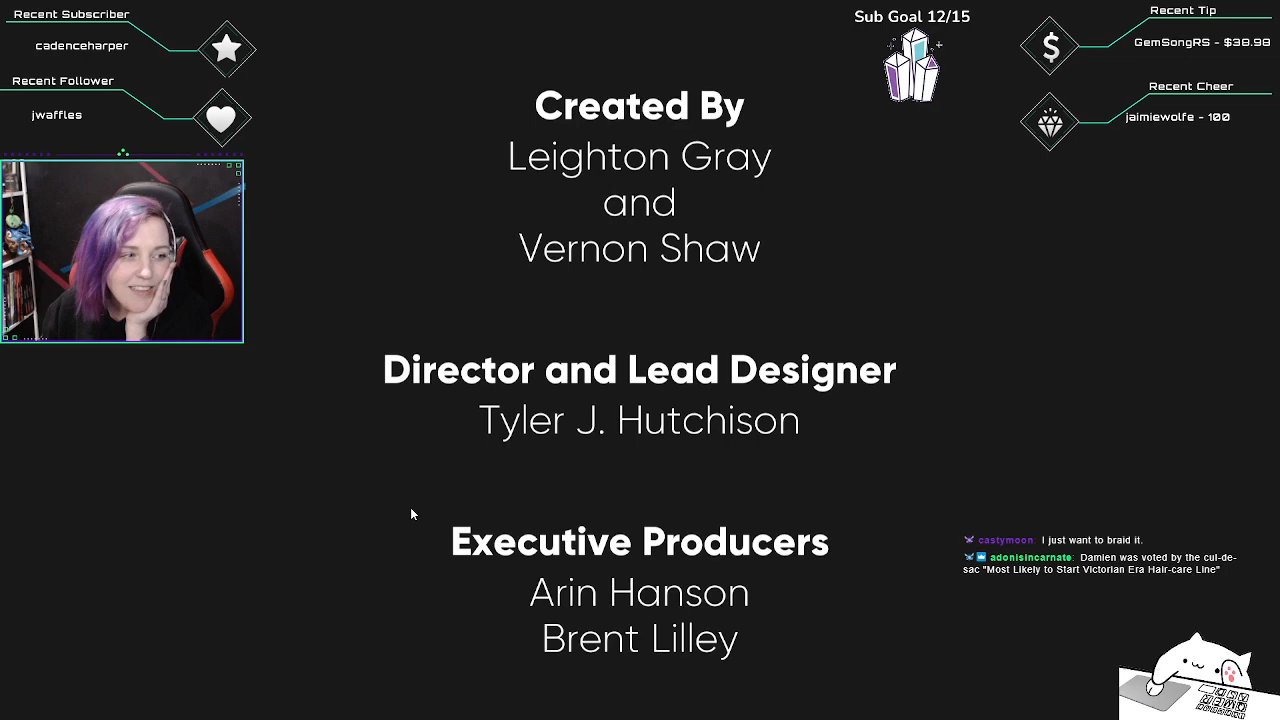 Recent Subscriber
cadenceharper
Recent Follower
jwaffles
Sub Goal 12/15
Recent Tip
GemSongRS - $38.98
Recent Cheer
jaimiewolfe - 100
Created By
Leighton Gray
and
Vernon Shaw
Director and Lead Designer
Tyler J. Hutchison
Executive Producers
Arin Hanson
Brent Lilley
castymoon: I just want to braid it.
adonisincarnate: Damien was voted by the cul-de-
sac "Most Likely to Start Victorian Era Hair-care Line"